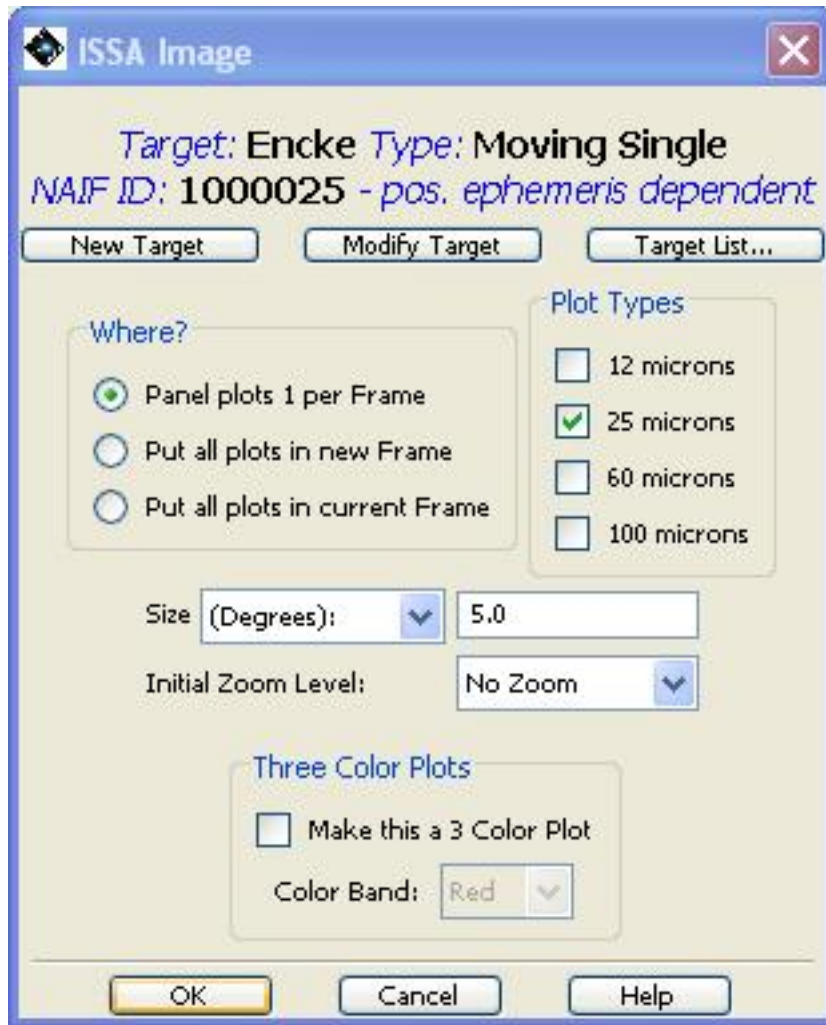 ISSA Image
Target: Encke Type: Moving Single
NAIF ID: 1000025 - pos. ephemeris dependent
New Target
Modify Target
Target List...
Where?
Panel plots 1 per Frame
Put all plots in new Frame
Put all plots in current Frame
Plot Types
12 microns
25 microns
60 microns
100 microns
Size (Degrees): 5.0
Initial Zoom Level: No Zoom
Three Color Plots
Make this a 3 Color Plot
Color Band: Red
OK
Cancel
Help